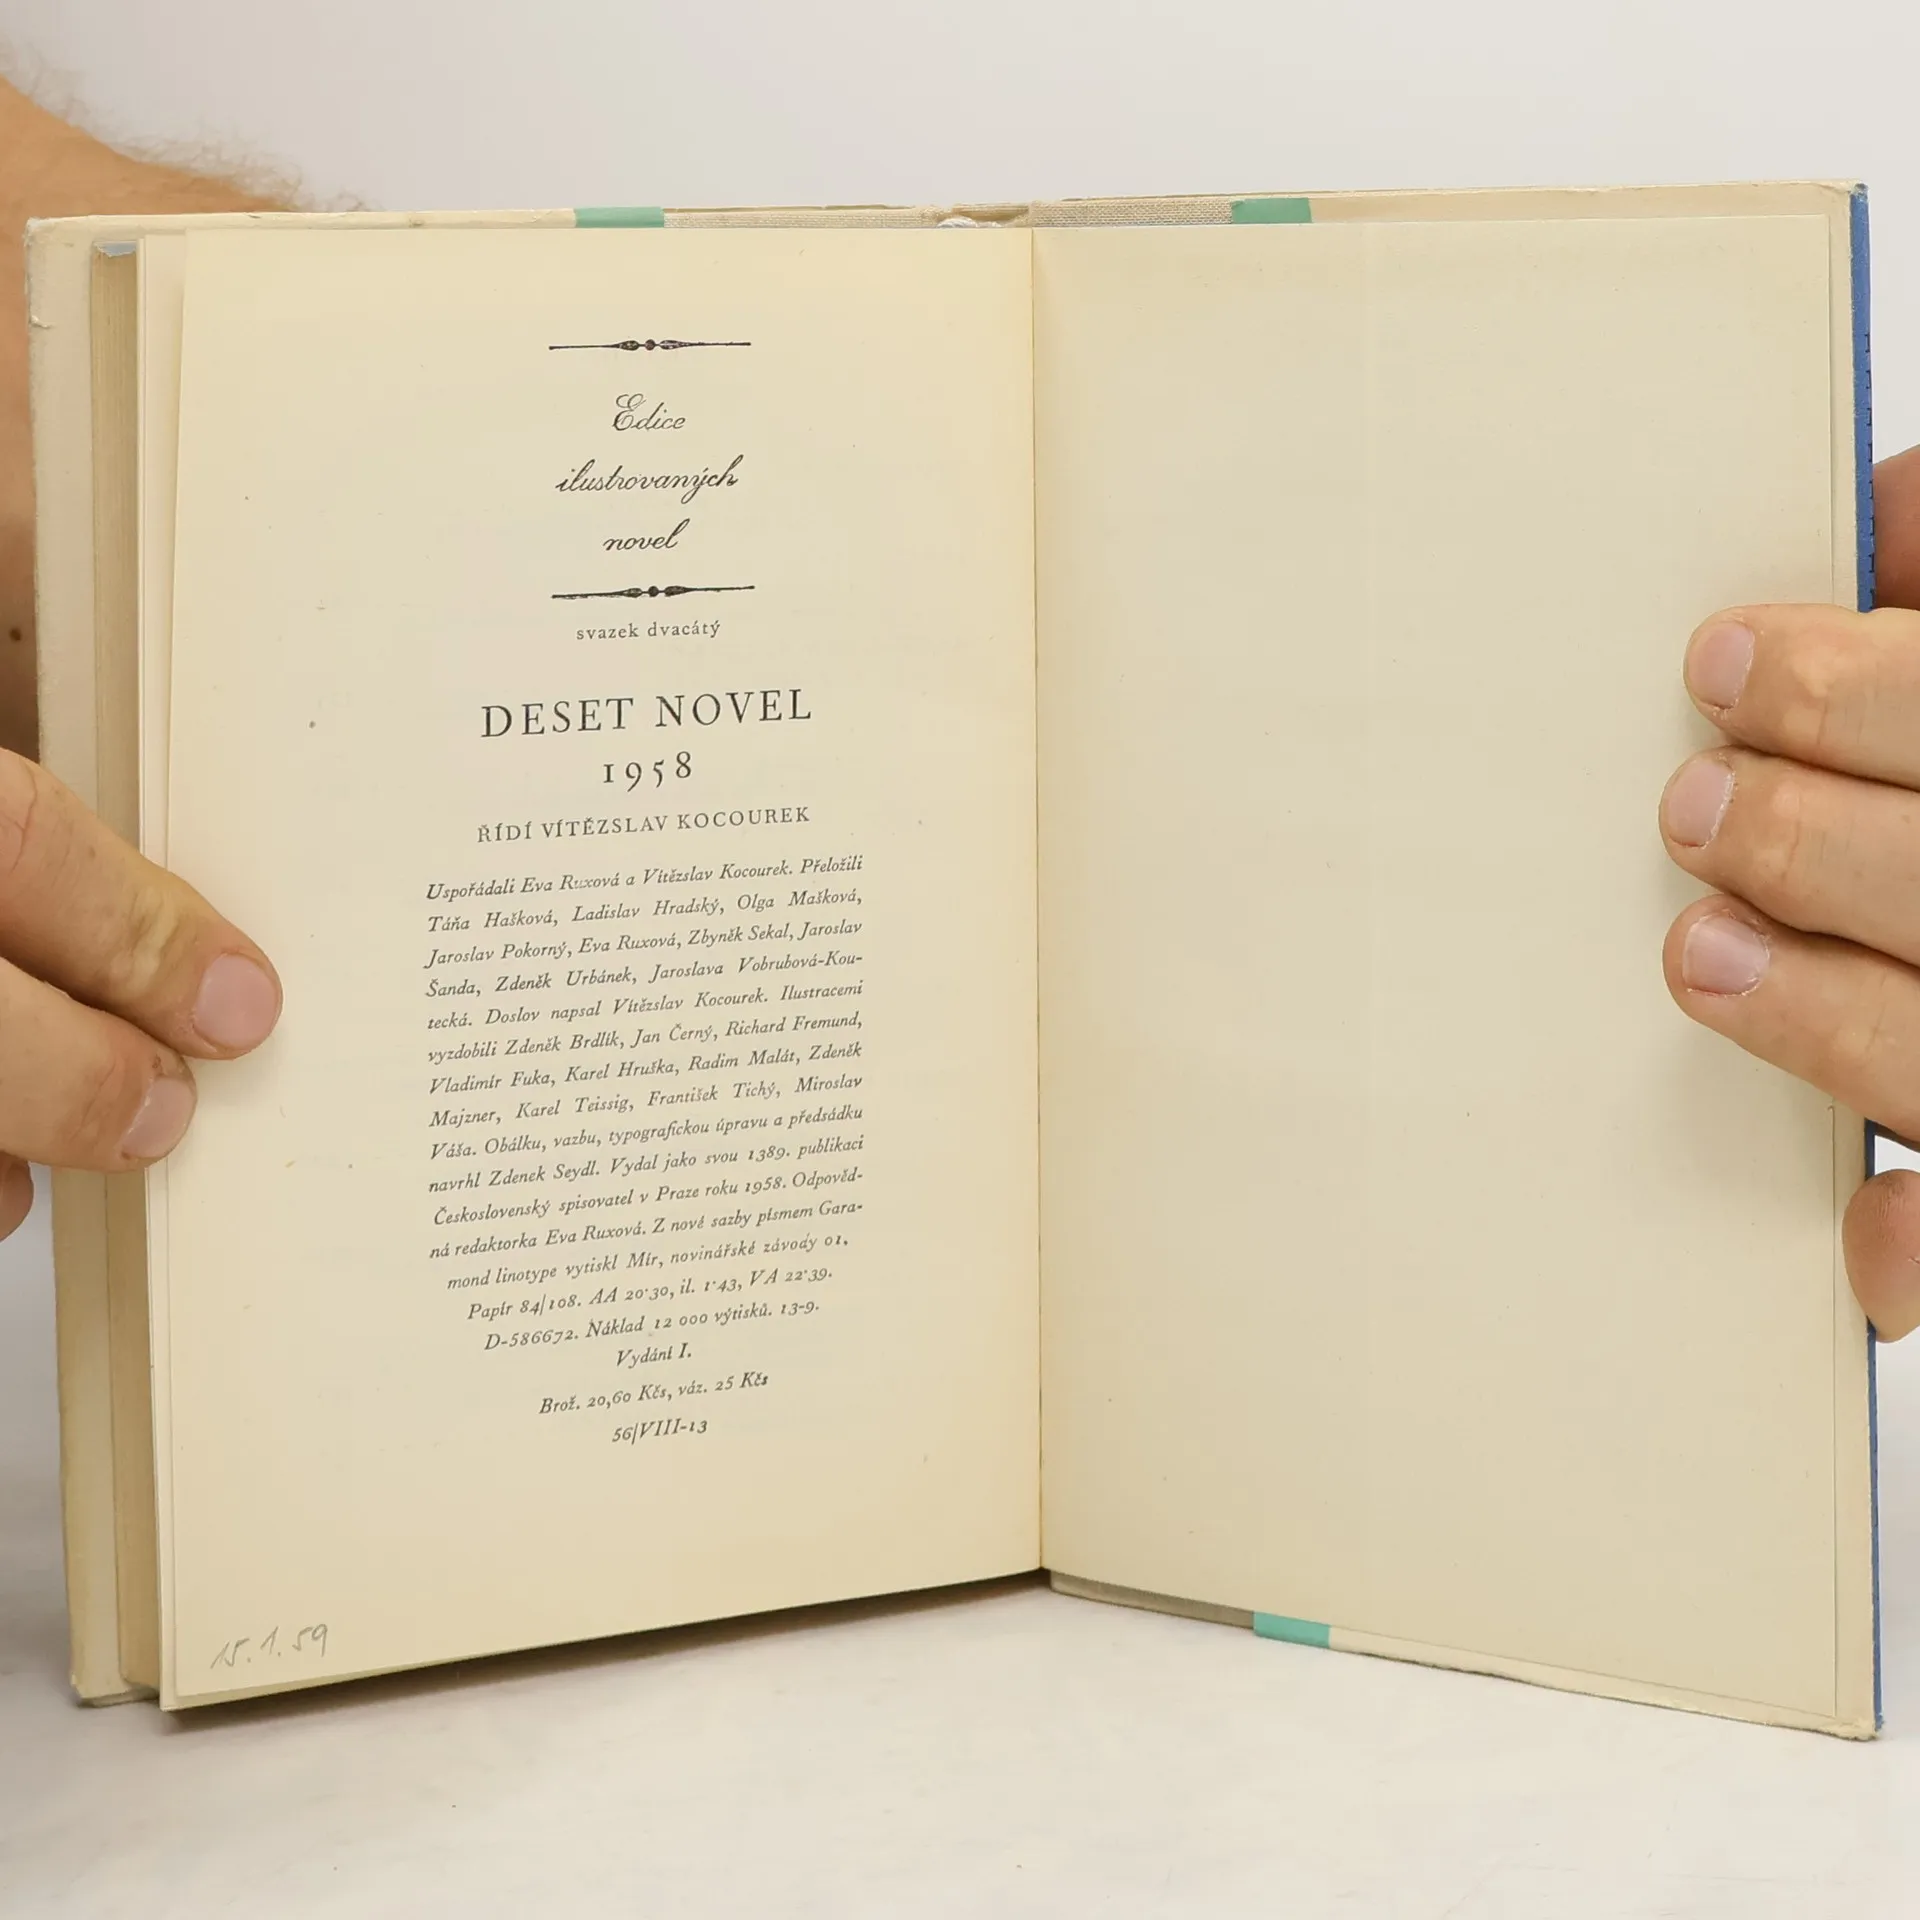 Edice
ilustrovaných
novel
svazek dvacátý
DESET NOVEL
1958
ŘÍDÍ VÍTĚZSLAV KOCOUREK
Uspořádali Eva Ruxová a Vítězslav Kocourek. Přeložili
Táňa Hašková, Ladislav Hradský, Olga Mašková,
Jaroslav Pokorný, Eva Ruxová, Zbyněk Sekal, Jaroslav
Šanda, Zdeněk Urbánek, Jaroslava Vobrubová-Kou-
tecká. Doslov napsal Vítězslav Kocourek. Ilustracemi
vyzdobili Zdeněk Brdlík, Jan Černý, Richard Fremund,
Vladimír Fuka, Karel Hruška, Radim Malát, Zdeněk
Majzner, Karel Teissig, František Tichý, Miroslav
Váša. Obálku, vazbu, typografickou úpravu a předsádku
navrhl Zdenek Seydl. Vydal jako svou 1389. publikaci
Československý spisovatel v Praze roku 1958. Odpověd-
ná redaktorka Eva Ruxová. Z nové sazby písmem Gara-
mond linotype vytiskl Mír, novinářské závody 01.
Papír 84/108. AA 20·30, il. 1·43, VA 22·39.
D-586672. Náklad 12 000 výtisků. 13-9.
Vydání I.
Brož. 20,60 Kčs, váz. 25 Kčs
56/VIII-13
15.1.59